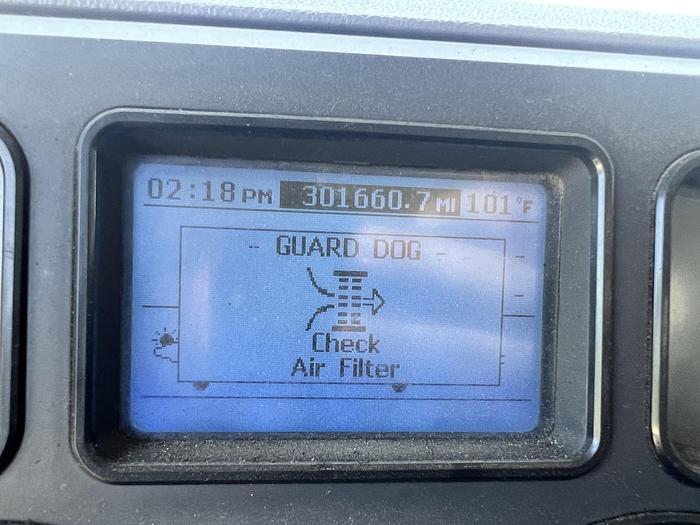 02:18 PM 301660.7 MI 101°F
- GUARD DOG -
Check
Air Filter